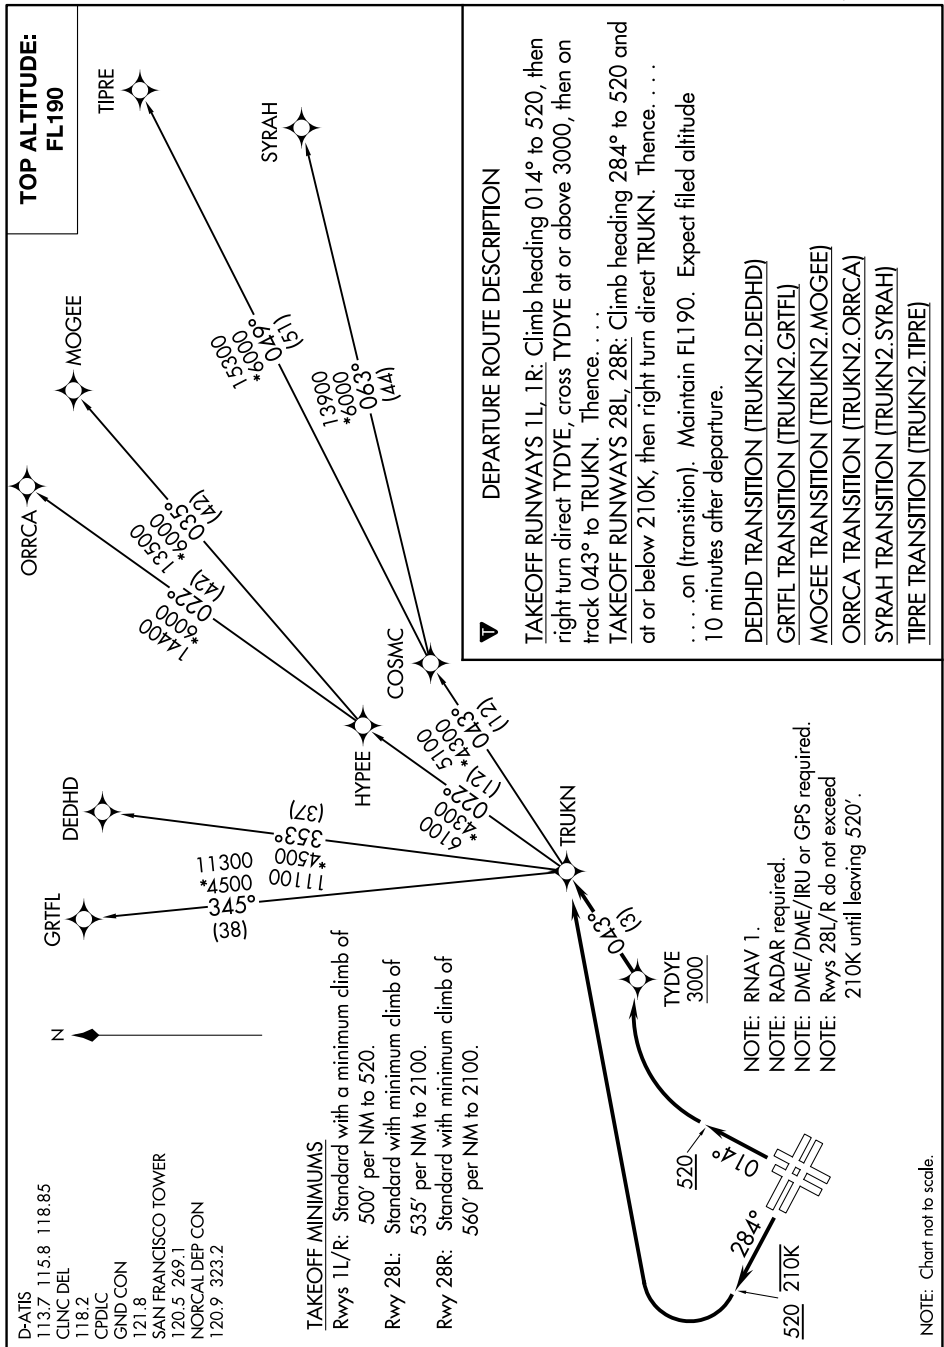 TOP ALTITUDE:
FL190
D-ATIS
113.7 115.8 118.85
CLNC DEL
118.2
CPDLC
GND CON
121.8
SAN FRANCISCO TOWER
120.5 269.1
NORCAL DEP CON
120.9 323.2
TAKEOFF MINIMUMS
Rwys 1L/R: Standard with a minimum climb of
500' per NM to 520.
Rwy 28L: Standard with minimum climb of
535' per NM to 2100.
Rwy 28R: Standard with minimum climb of
560' per NM to 2100.
N
GRTFL
11300
*4500
345°
(38)
DEDHD
11100
*4500
353°
(37)
ORRCA
14400
*6000
022°
(42)
MOGEE
13500
*6000
035°
(42)
TIPRE
15300
*6000
049°
(51)
SYRAH
13900
*6000
063°
(44)
HYPEE
6100
*4300
022°
(12)
COSMC
5100
*4300
043°
(12)
TRUKN
043°
(3)
TYDYE
3000
520
014°
284°
520 210K
NOTE: RNAV 1.
NOTE: RADAR required.
NOTE: DME/DME/IRU or GPS required.
NOTE: Rwys 28L/R do not exceed
210K until leaving 520'.
NOTE: Chart not to scale.
T
DEPARTURE ROUTE DESCRIPTION
TAKEOFF RUNWAYS 1L, 1R: Climb heading 014° to 520, then
right turn direct TYDYE, cross TYDYE at or above 3000, then on
track 043° to TRUKN. Thence. . . .
TAKEOFF RUNWAYS 28L, 28R: Climb heading 284° to 520 and
at or below 210K, then right turn direct TRUKN. Thence. . . .
. . . .on (transition). Maintain FL190. Expect filed altitude
10 minutes after departure.
DEDHD TRANSITION (TRUKN2.DEDHD)
GRTFL TRANSITION (TRUKN2.GRTFL)
MOGEE TRANSITION (TRUKN2.MOGEE)
ORRCA TRANSITION (TRUKN2.ORRCA)
SYRAH TRANSITION (TRUKN2.SYRAH)
TIPRE TRANSITION (TRUKN2.TIPRE)